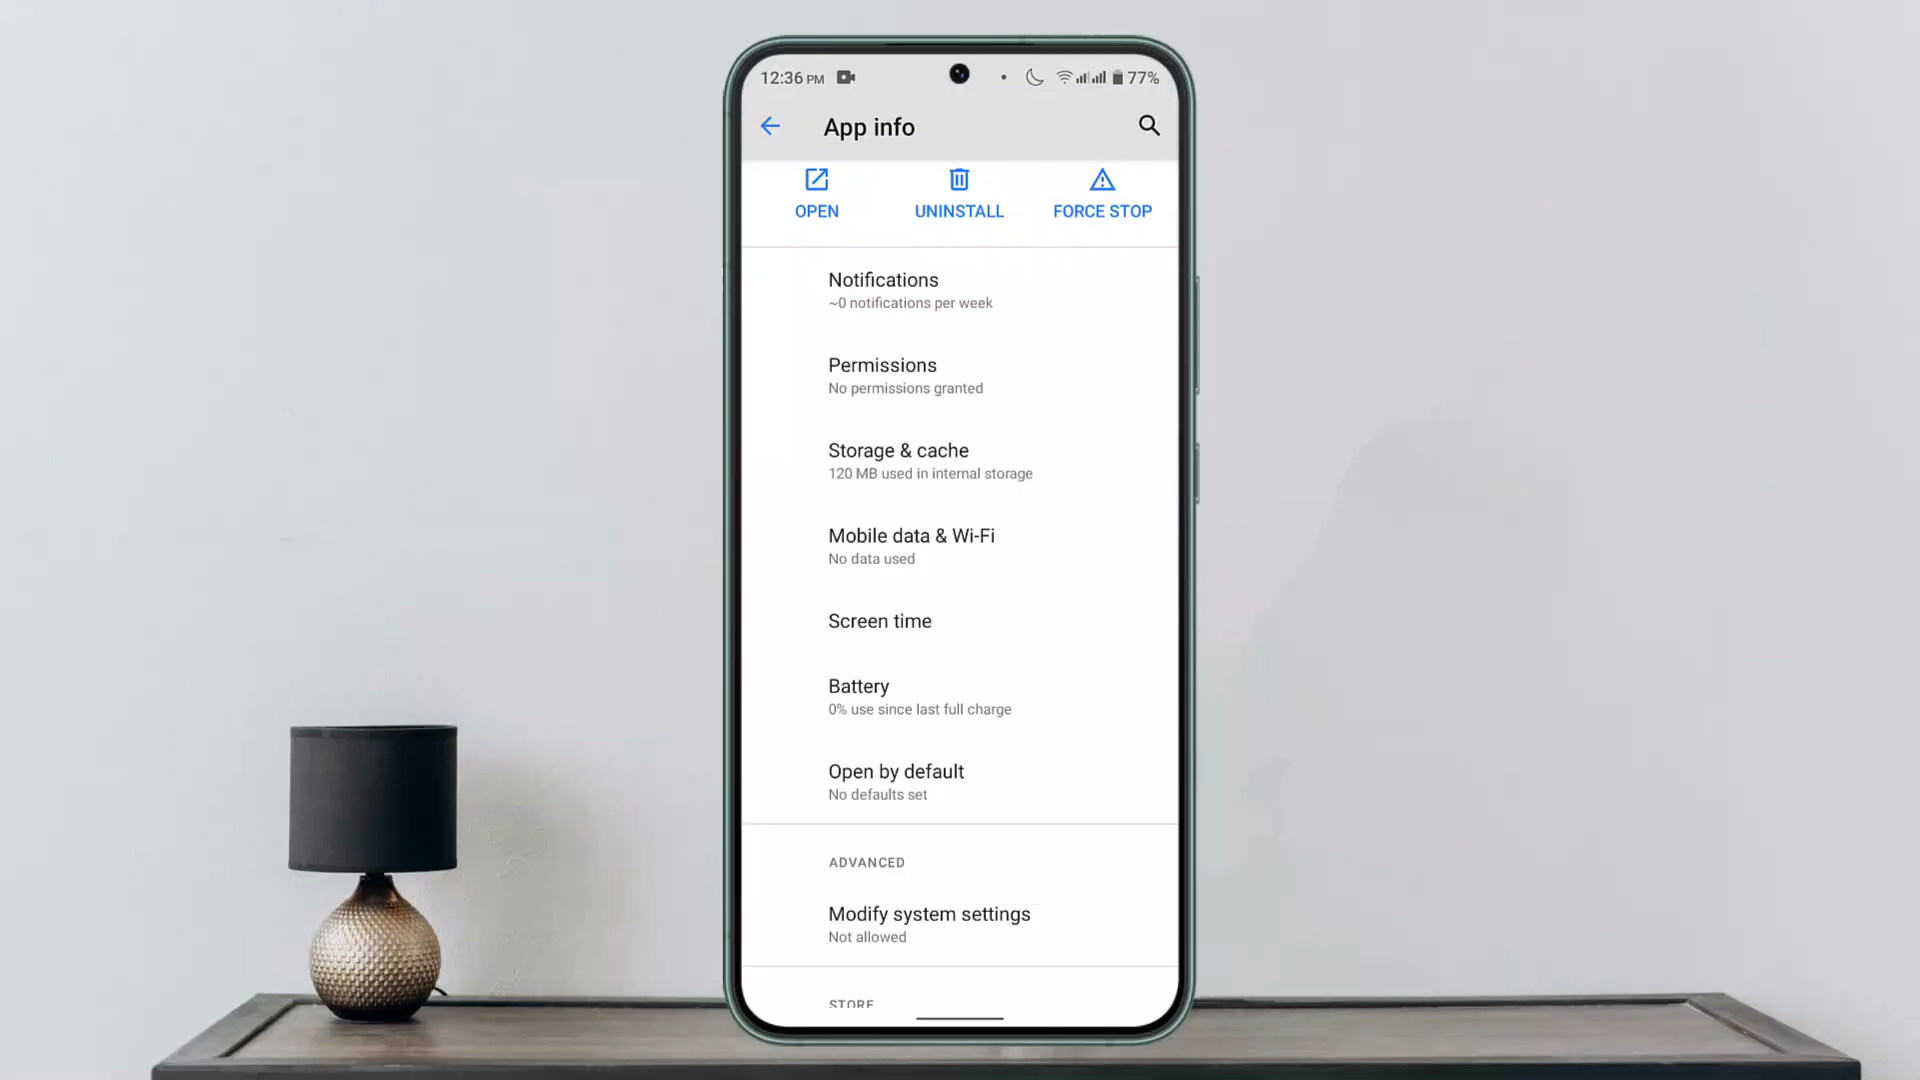 12:36 PM 77%
App info
OPEN UNINSTALL FORCE STOP
Notifications
~0 notifications per week
Permissions
No permissions granted
Storage & cache
120 MB used in internal storage
Mobile data & Wi-Fi
No data used
Screen time
Battery
0% use since last full charge
Open by default
No defaults set
ADVANCED
Modify system settings
Not allowed
STORE